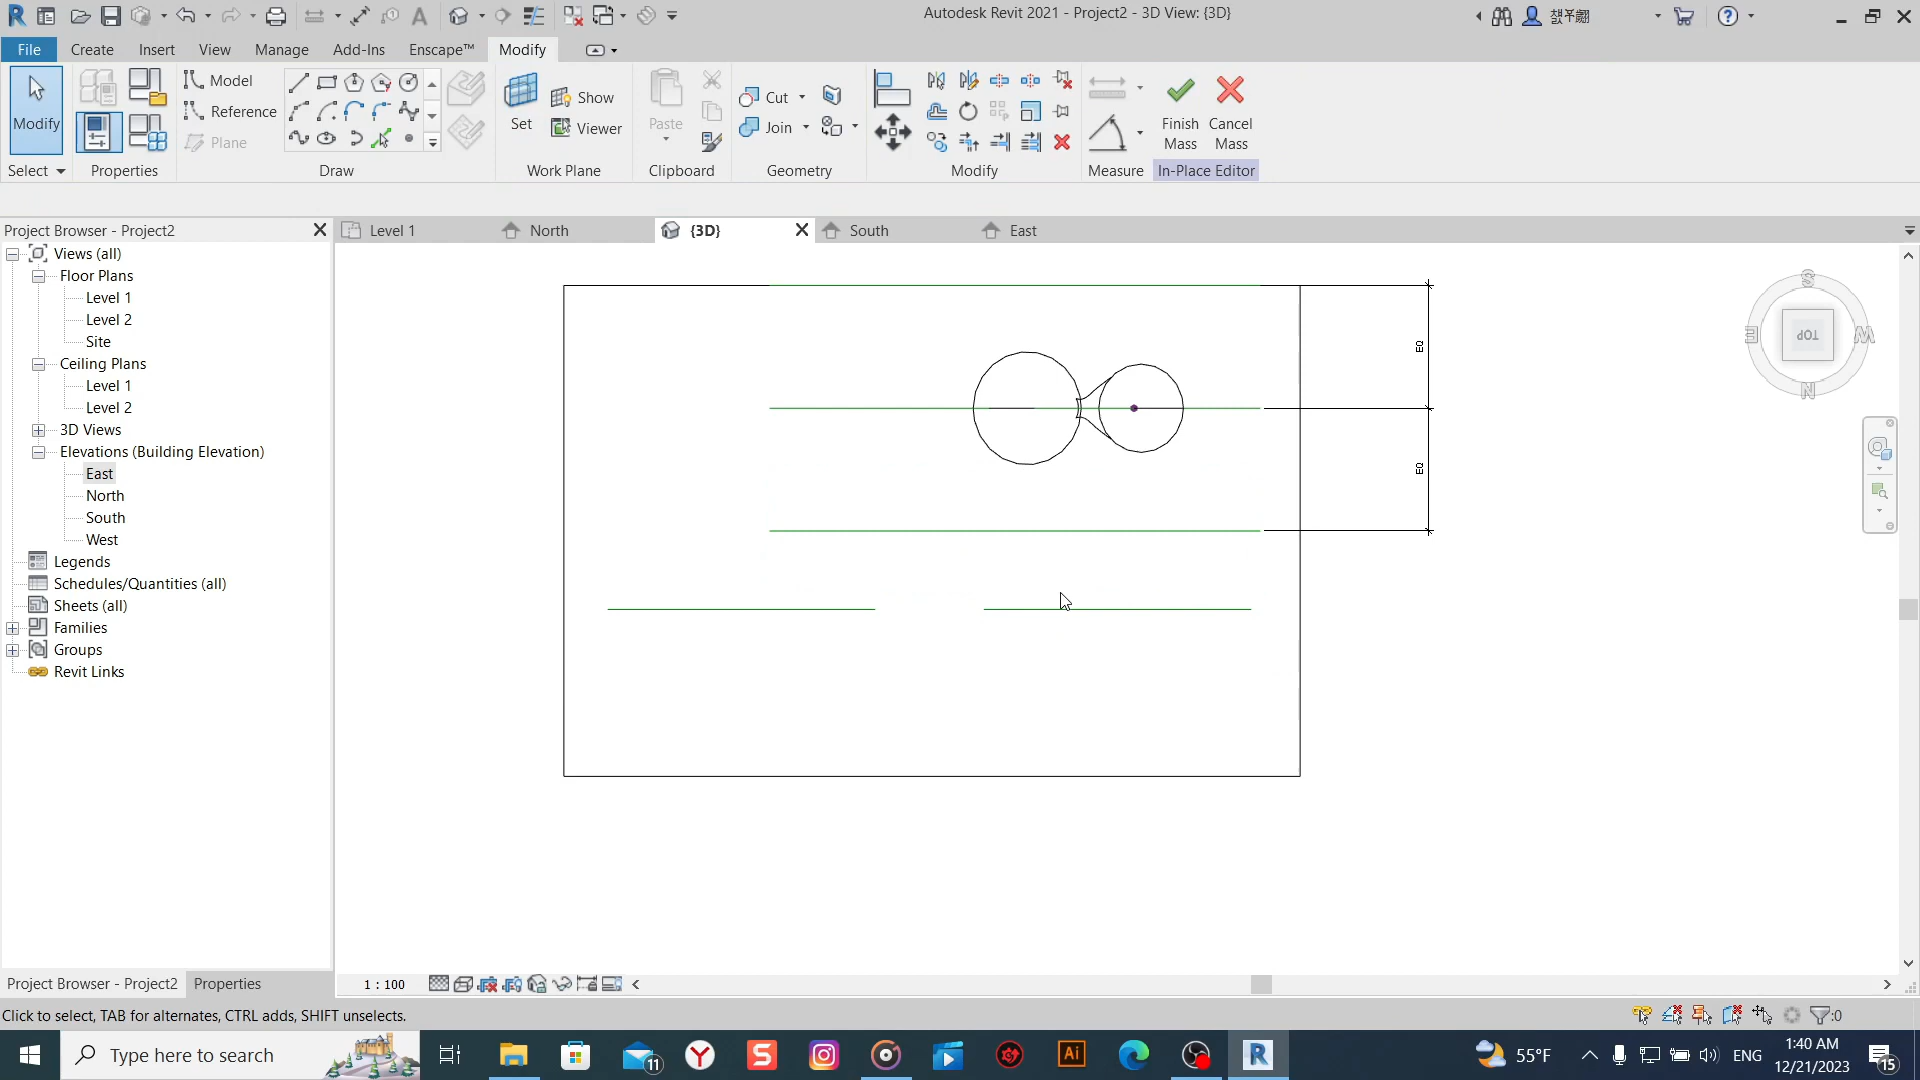 Autodesk Revit 2021 - Project2 - 3D View: {3D}
File Create Insert View Manage Add-Ins Enscape™ Modify
Modify
Model
Reference
Plane
Set
Show
Viewer
Paste
Cut
Join
Finish Mass
Cancel Mass
Select Properties Draw Work Plane Clipboard Geometry Modify Measure In-Place Editor
Project Browser - Project2
Level 1 North {3D} South East
Views (all)
Floor Plans
Level 1
Level 2
Site
Ceiling Plans
Level 1
Level 2
3D Views
Elevations (Building Elevation)
East
North
South
West
Legends
Schedules/Quantities (all)
Sheets (all)
Families
Groups
Revit Links
EQ
EQ
S
E
TOP
W
N
Project Browser - Project2 Properties
1 : 100
Click to select, TAB for alternates, CTRL adds, SHIFT unselects.
:0
Type here to search
11
55°F
ENG
1:40 AM
12/21/2023
15